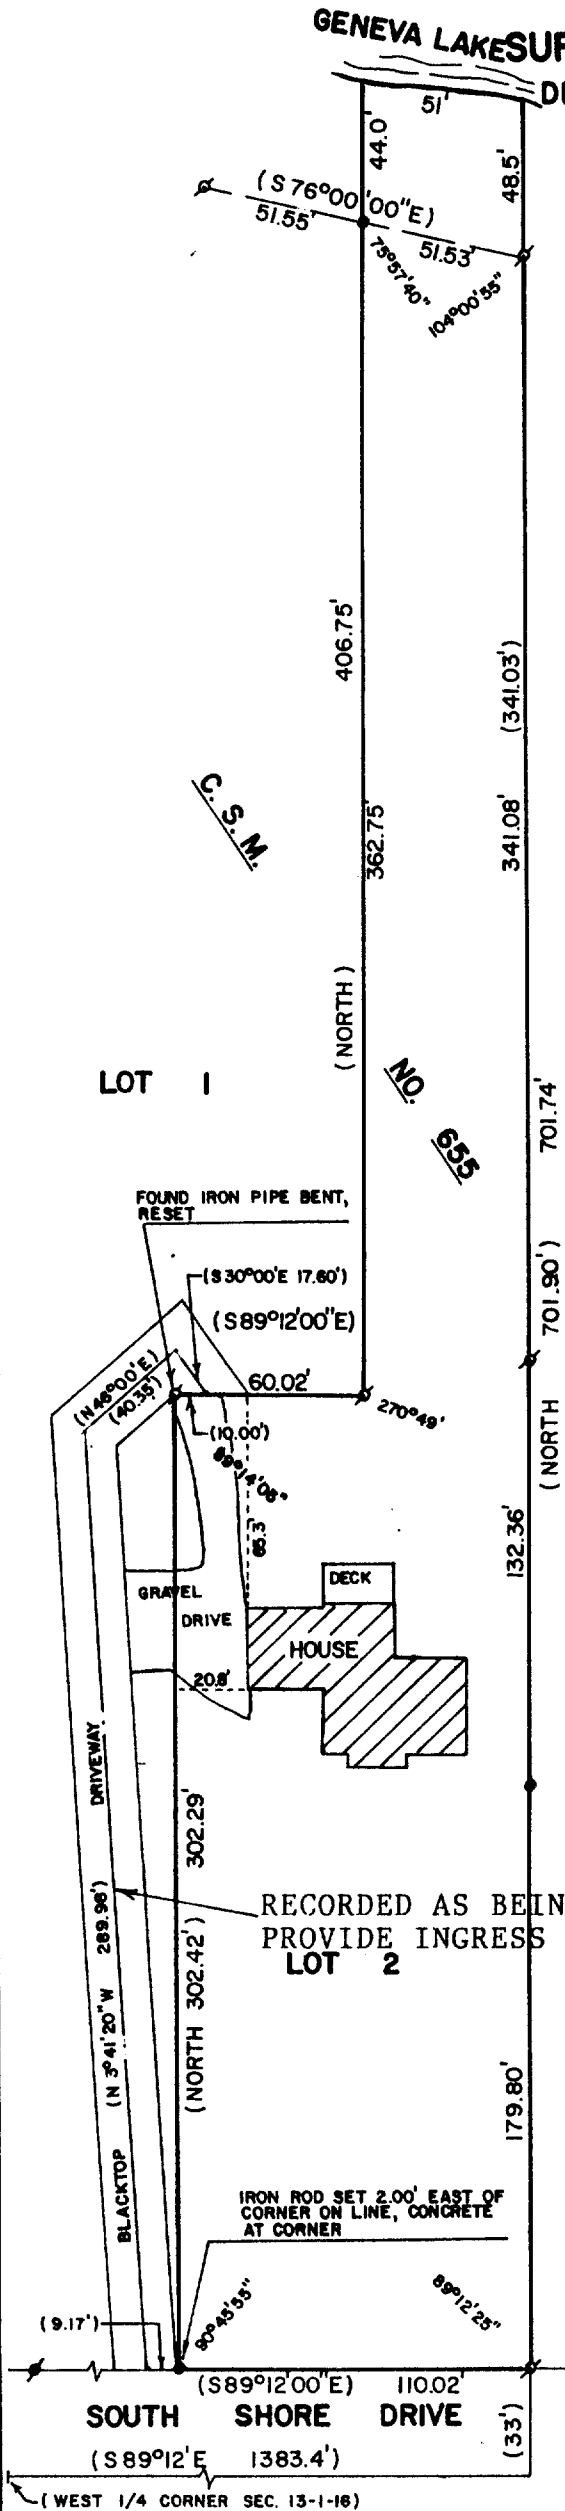 GENEVA LAKE SUR
DE
51'
44.0'
48.5'
(S 76°00'00"E)
51.55'
51.53'
75°57'40"
104°00'55"
406.75'
(341.03')
362.75'
341.08'
C. S. M.
(NORTH)
LOT 1
NO. 655
701.74'
FOUND IRON PIPE BENT,
RESET
(S 30°00'E 17.60')
(S89°12'00"E)
(NORTH 701.90')
(N 46°00'E)
(40.35')
60.02'
270°49'
(10.00')
89°14'05"
65.3'
132.36'
DECK
GRAVEL
DRIVE
HOUSE
20.8'
BLACKTOP DRIVEWAY
302.29'
(N 3°41'20"W 289.98')
RECORDED AS BEIN
PROVIDE INGRESS
LOT 2
(NORTH 302.42')
179.80'
IRON ROD SET 2.00' EAST OF
CORNER ON LINE, CONCRETE
AT CORNER
90°45'55"
89°12'25"
(9.17')
(S89°12'00"E) 110.02'
SOUTH SHORE DRIVE
(33')
(S 89°12'E 1383.4')
(WEST 1/4 CORNER SEC. 13-1-16)